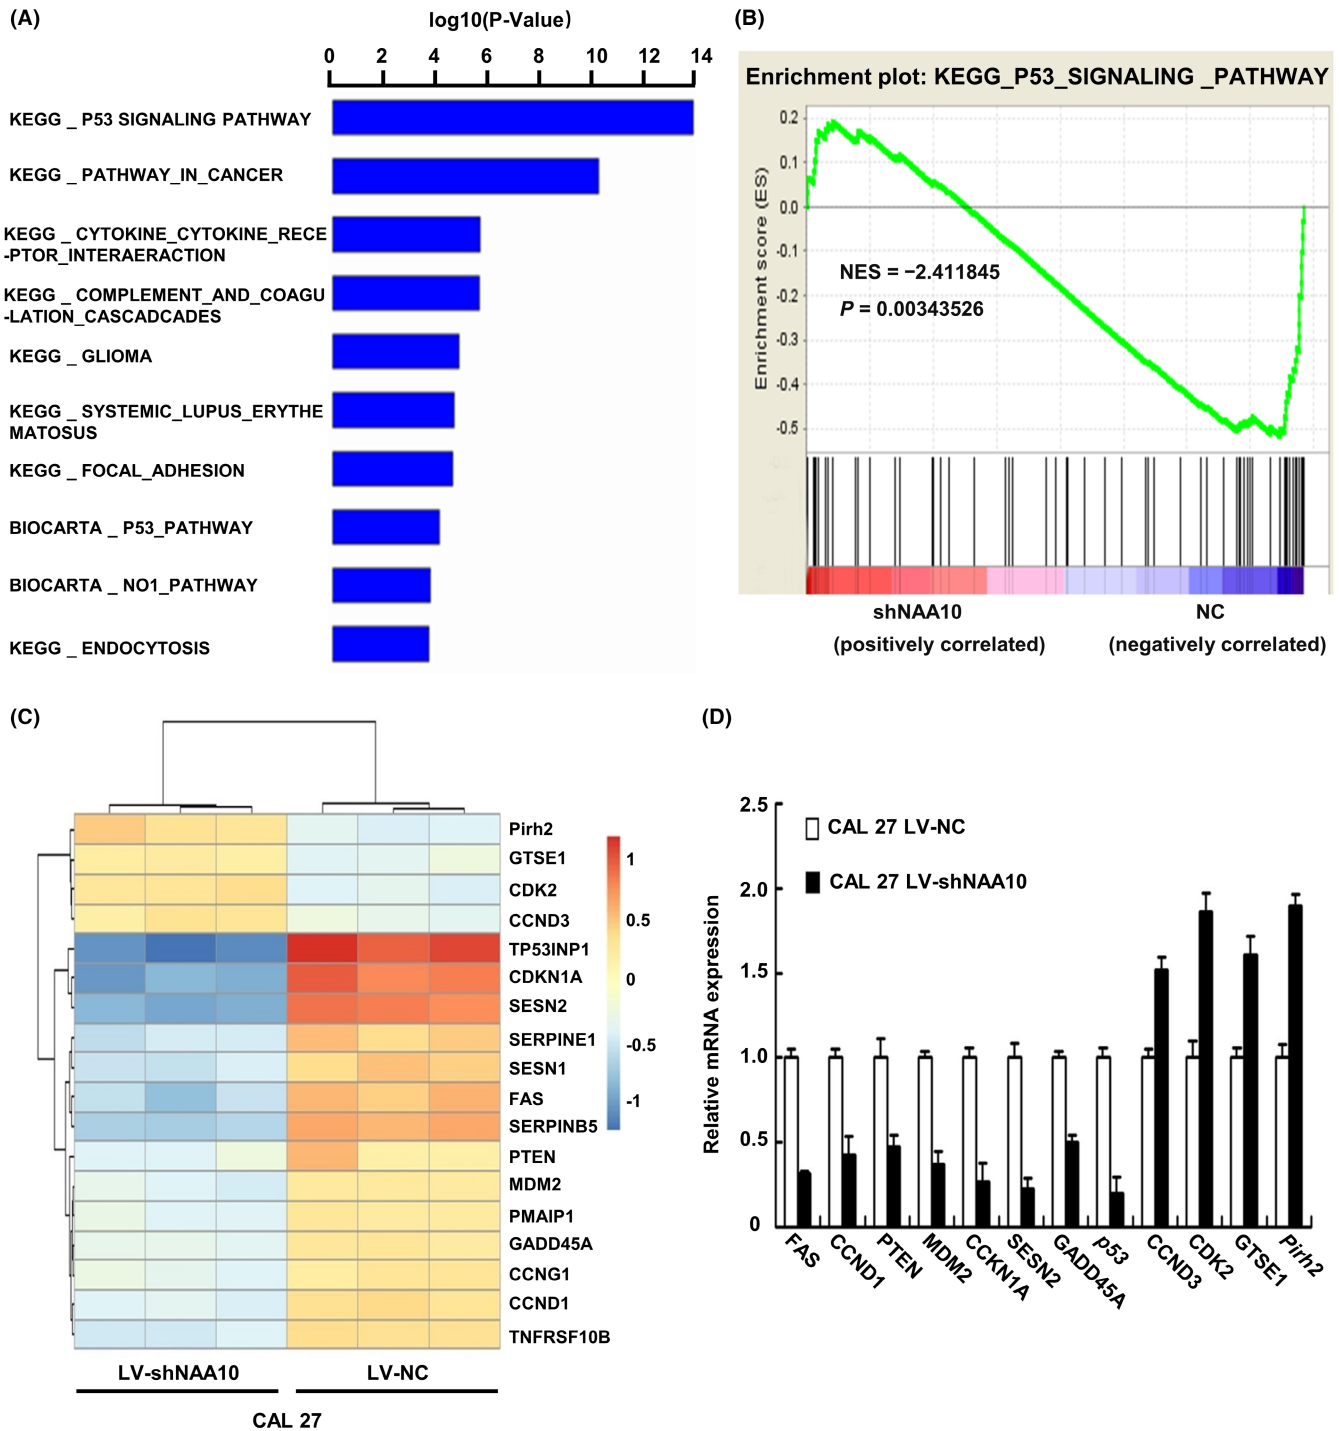 (A)
log10(P-Value)
0 2 4 6 8 10 12 14
KEGG _ P53 SIGNALING PATHWAY
KEGG _ PATHWAY_IN_CANCER
KEGG _ CYTOKINE_CYTOKINE_RECE
-PTOR_INTERAERACTION
KEGG _ COMPLEMENT_AND_COAGU
-LATION_CASCADCADES
KEGG _ GLIOMA
KEGG _ SYSTEMIC_LUPUS_ERYTHE
MATOSUS
KEGG _ FOCAL_ADHESION
BIOCARTA _ P53_PATHWAY
BIOCARTA _ NO1_PATHWAY
KEGG _ ENDOCYTOSIS
(B)
Enrichment plot: KEGG_P53_SIGNALING _PATHWAY
Enrichment score (ES)
0.2
0.1
0.0
-0.1
-0.2
-0.3
-0.4
-0.5
NES = −2.411845
P = 0.00343526
shNAA10
(positively correlated)
NC
(negatively correlated)
(C)
Pirh2
GTSE1
CDK2
CCND3
TP53INP1
CDKN1A
SESN2
SERPINE1
SESN1
FAS
SERPINB5
PTEN
MDM2
PMAIP1
GADD45A
CCNG1
CCND1
TNFRSF10B
1
0.5
0
-0.5
-1
LV-shNAA10
LV-NC
CAL 27
(D)
Relative mRNA expression
2.5
2.0
1.5
1.0
0.5
0
CAL 27 LV-NC
CAL 27 LV-shNAA10
FAS
CCND1
PTEN
MDM2
CCKN1A
SESN2
GADD45A
p53
CCND3
CDK2
GTSE1
Pirh2